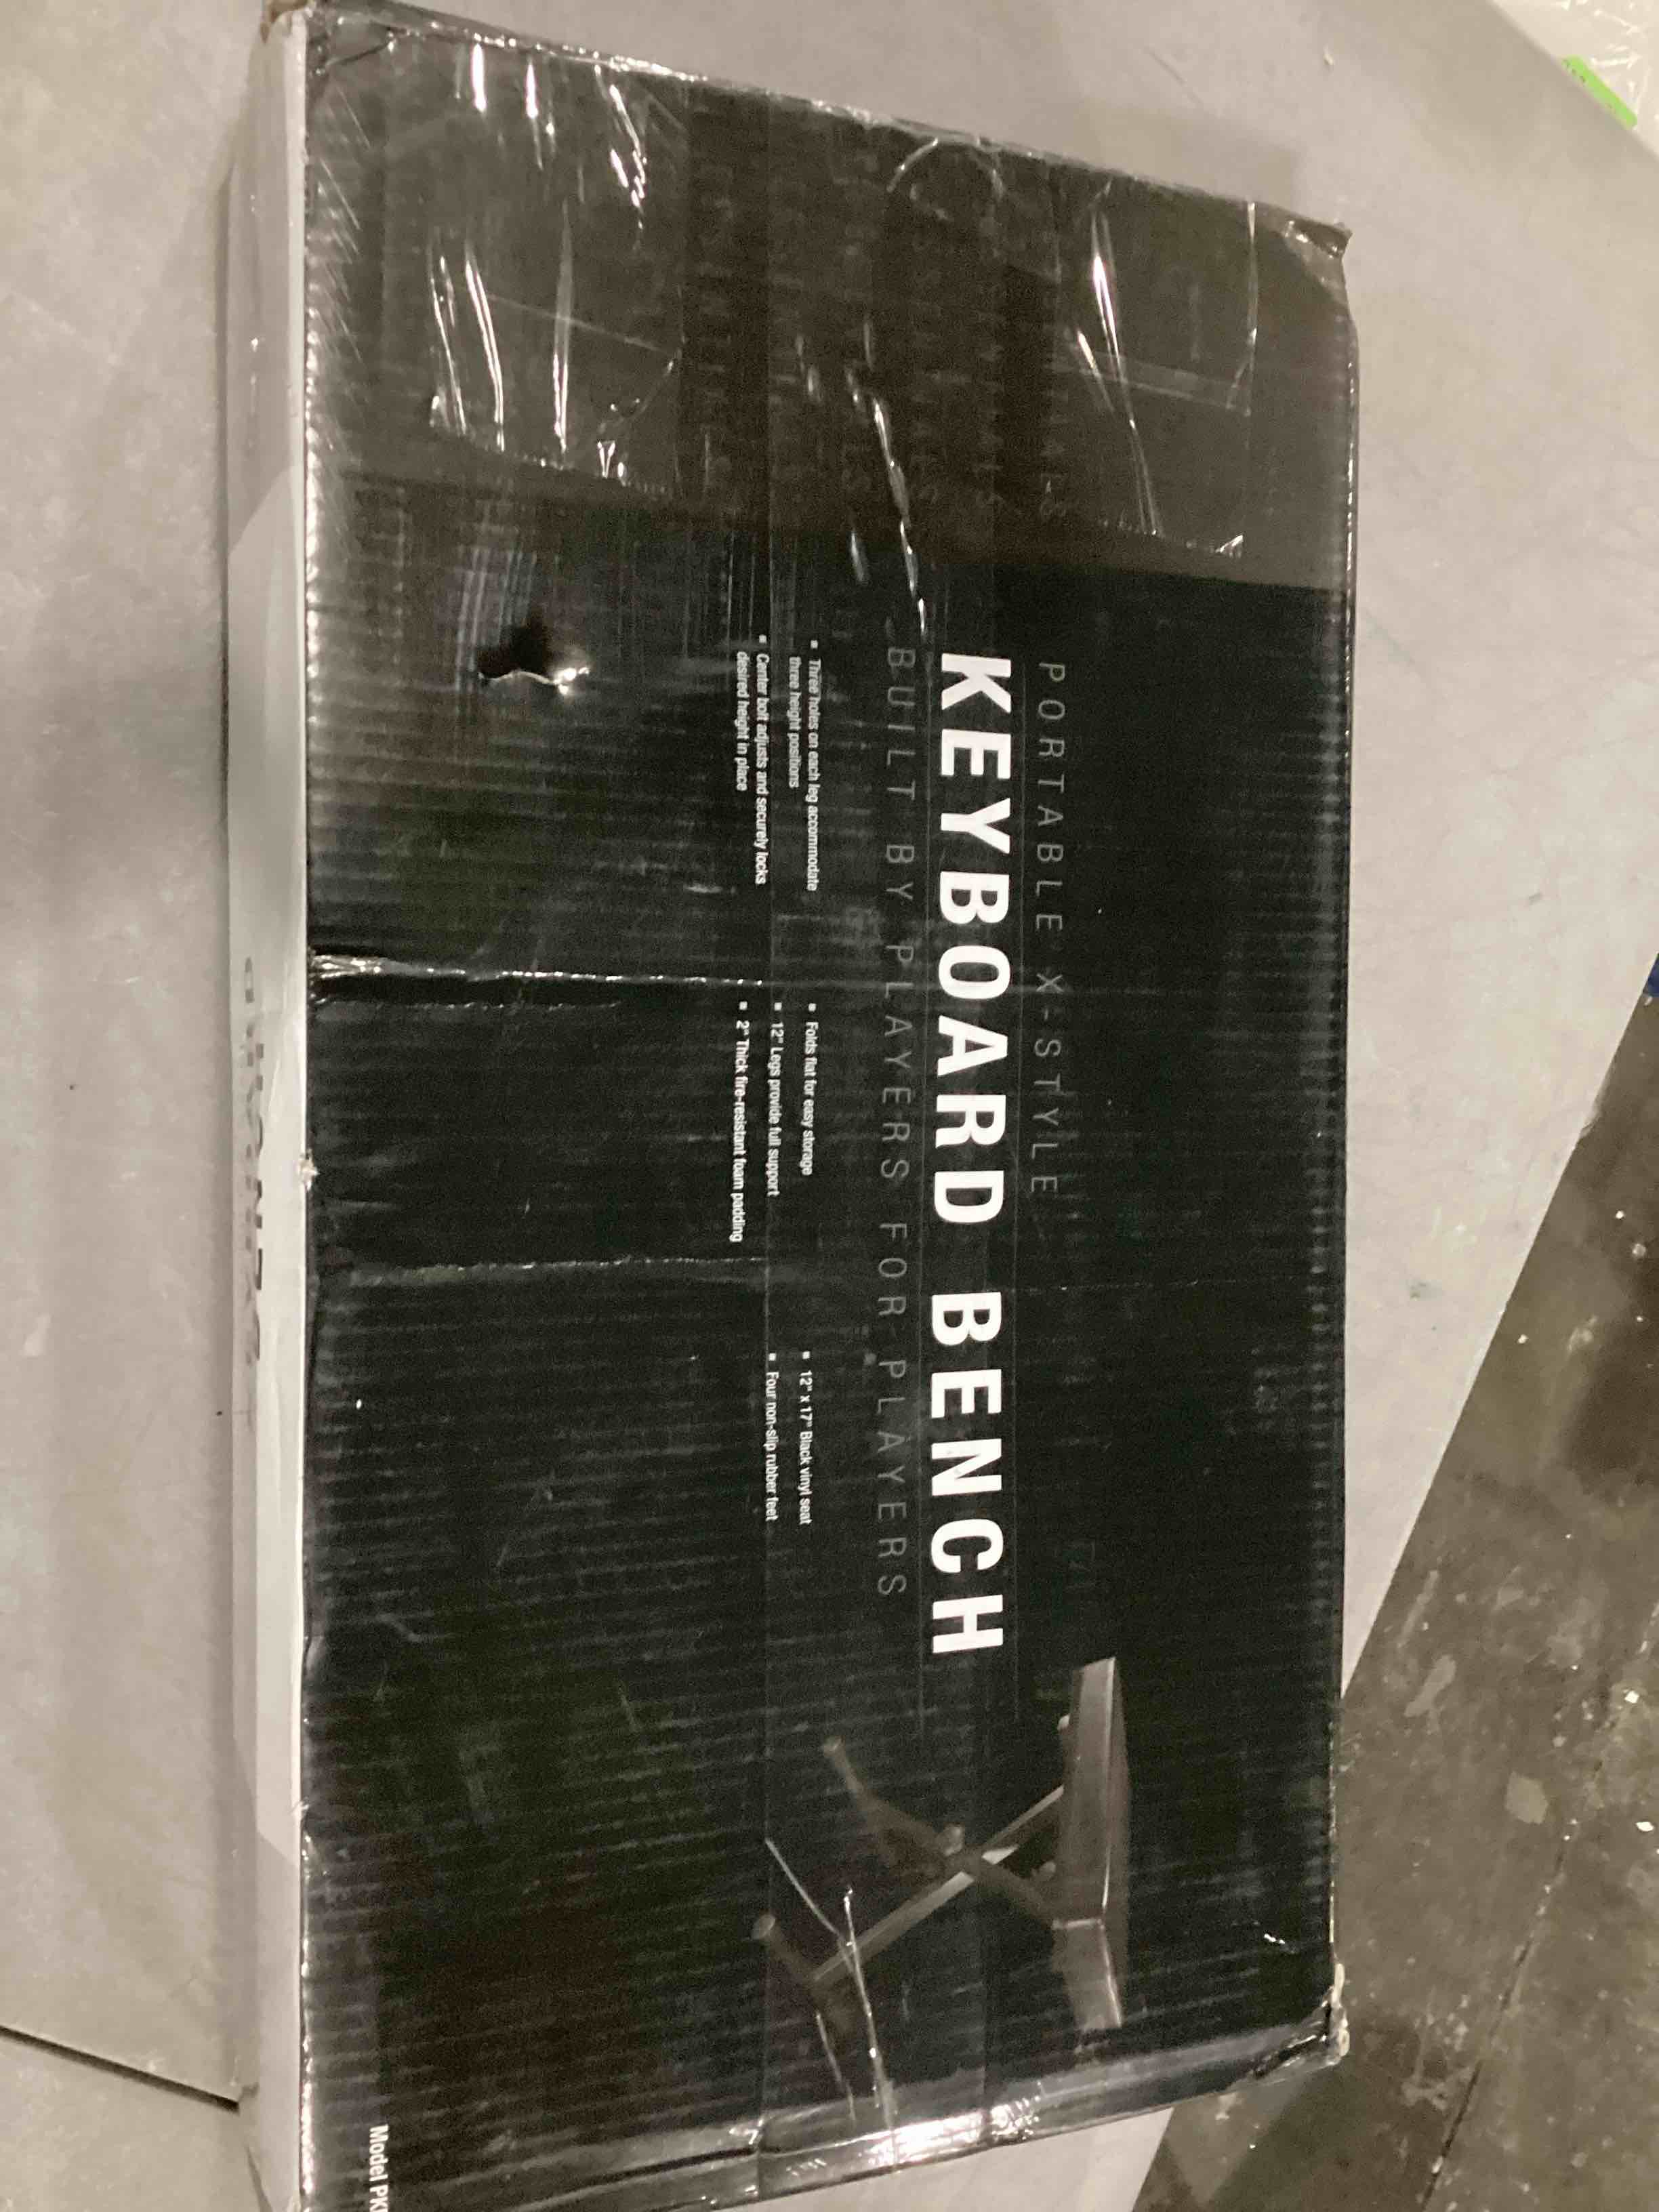 PORTABLE X-STYLE
KEYBOARD BENCH
BUILT BY PLAYERS FOR PLAYERS
▪ Three holes on each leg accommodate
three height positions
▪ Center bolt adjusts and securely locks
desired height in place
▪ Folds flat for easy storage
▪ 12" Legs provide full support
▪ 2" Thick fire-resistant foam padding
▪ 12" x 17" Black vinyl seat
▪ Four non-slip rubber feet
Model